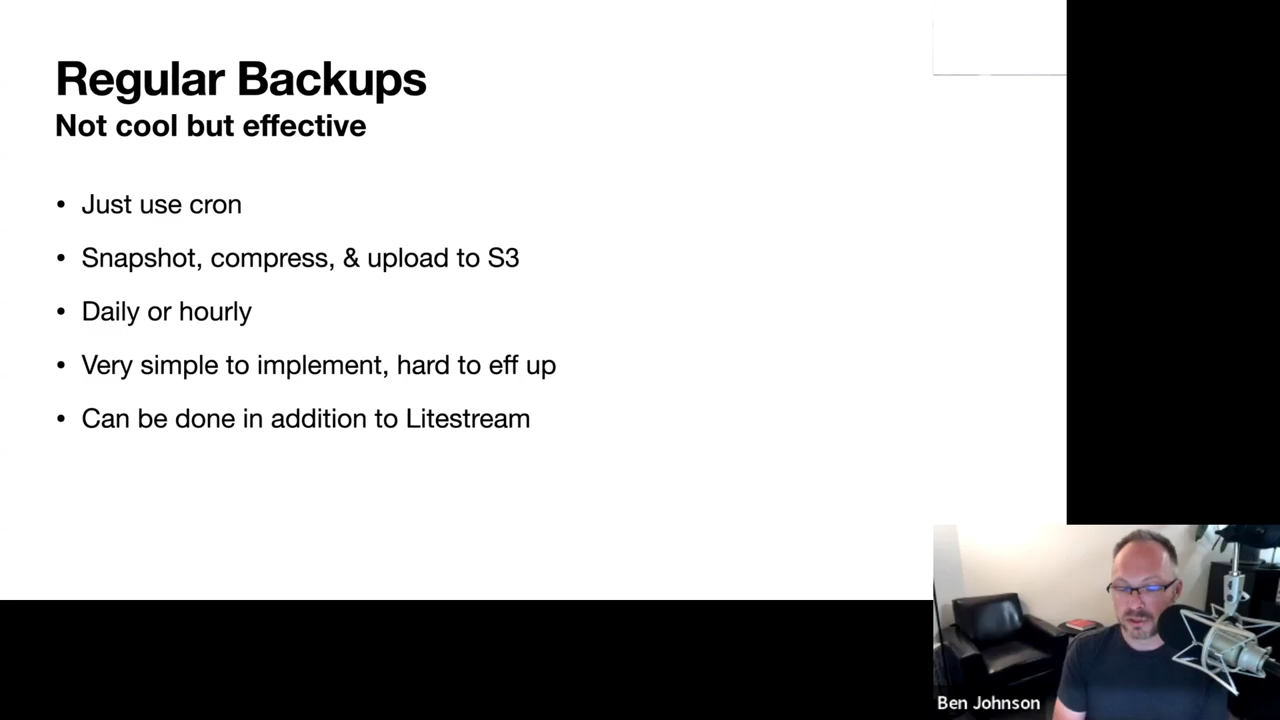 Regular Backups
Not cool but effective
• Just use cron
• Snapshot, compress, & upload to S3
• Daily or hourly
• Very simple to implement, hard to eff up
• Can be done in addition to Litestream
Ben Johnson